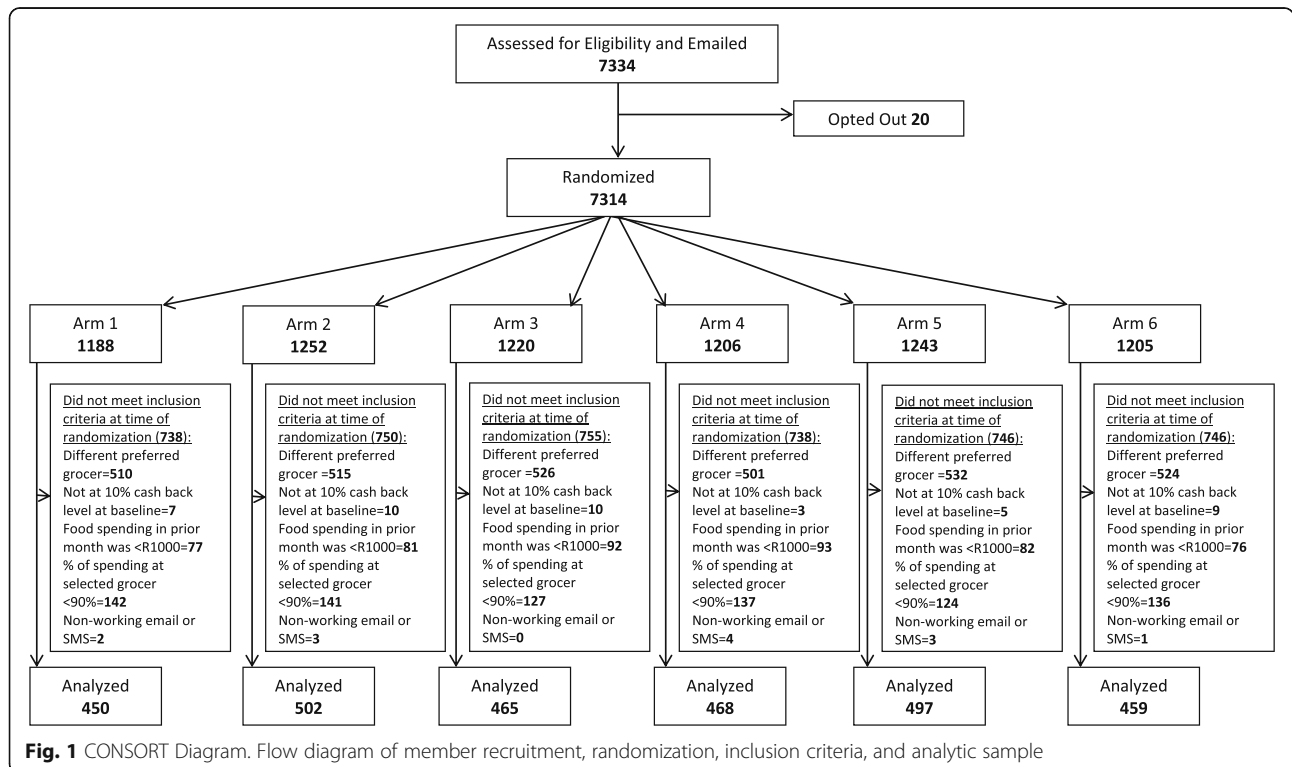 Assessed for Eligibility and Emailed
7334
Opted Out 20
Randomized
7314
Arm 1
1188
Arm 2
1252
Arm 3
1220
Arm 4
1206
Arm 5
1243
Arm 6
1205
Did not meet inclusion
criteria at time of
randomization (738):
Different preferred
grocer=510
Not at 10% cash back
level at baseline=7
Food spending in prior
month was <R1000=77
% of spending at
selected grocer
<90%=142
Non-working email or
SMS=2
Did not meet inclusion
criteria at time of
randomization (750):
Different preferred
grocer =515
Not at 10% cash back
level at baseline=10
Food spending in prior
month was <R1000=81
% of spending at
selected grocer
<90%=141
Non-working email or
SMS=3
Did not meet inclusion
criteria at time of
randomization (755):
Different preferred
grocer =526
Not at 10% cash back
level at baseline=10
Food spending in prior
month was <R1000=92
% of spending at
selected grocer
<90%=127
Non-working email or
SMS=0
Did not meet inclusion
criteria at time of
randomization (738):
Different preferred
grocer =501
Not at 10% cash back
level at baseline=3
Food spending in prior
month was <R1000=93
% of spending at
selected grocer
<90%=137
Non-working email or
SMS=4
Did not meet inclusion
criteria at time of
randomization (746):
Different preferred
grocer =532
Not at 10% cash back
level at baseline=5
Food spending in prior
month was <R1000=82
% of spending at
selected grocer
<90%=124
Non-working email or
SMS=3
Did not meet inclusion
criteria at time of
randomization (746):
Different preferred
grocer =524
Not at 10% cash back
level at baseline=9
Food spending in prior
month was <R1000=76
% of spending at
selected grocer
<90%=136
Non-working email or
SMS=1
Analyzed
450
Analyzed
502
Analyzed
465
Analyzed
468
Analyzed
497
Analyzed
459
Fig. 1 CONSORT Diagram. Flow diagram of member recruitment, randomization, inclusion criteria, and analytic sample